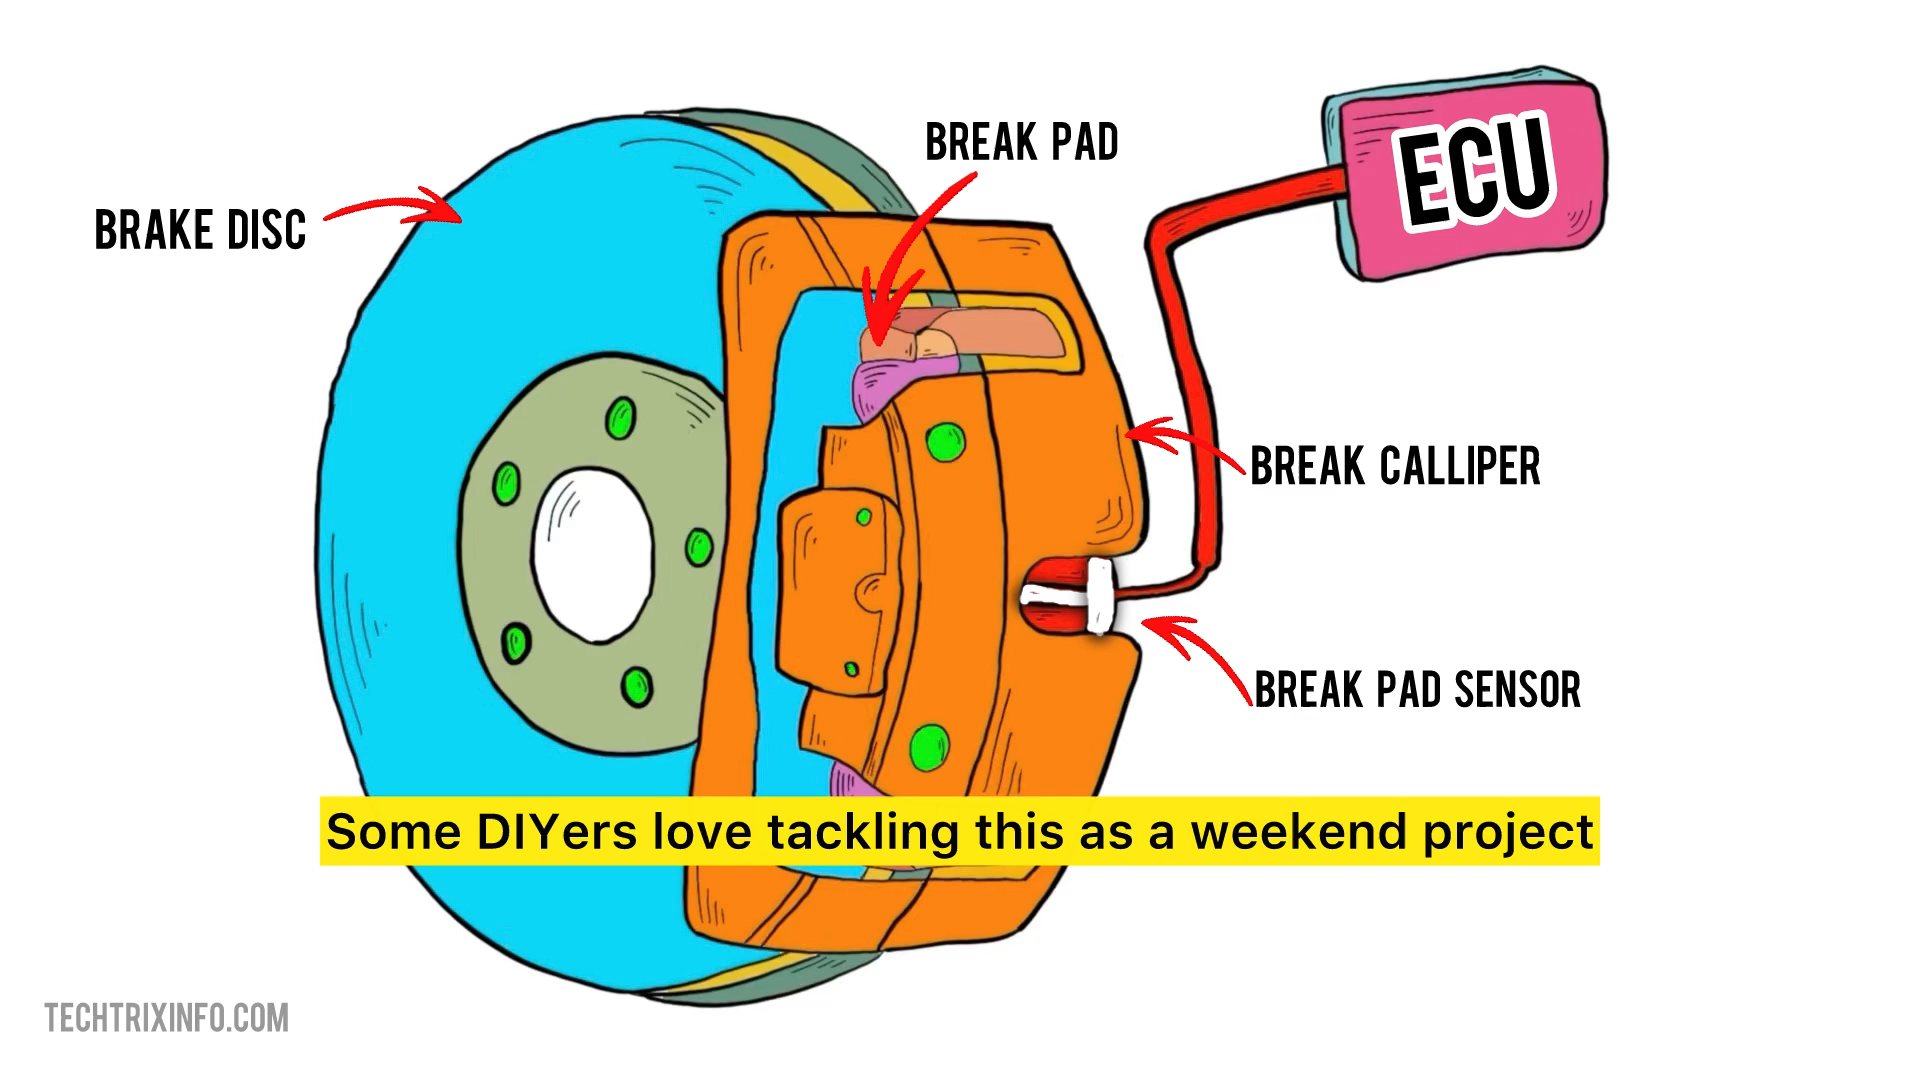 BREAK PAD
ECU
BRAKE DISC
BREAK CALLIPER
BREAK PAD SENSOR
Some DIYers love tackling this as a weekend project
TECHTRIXINFO.COM